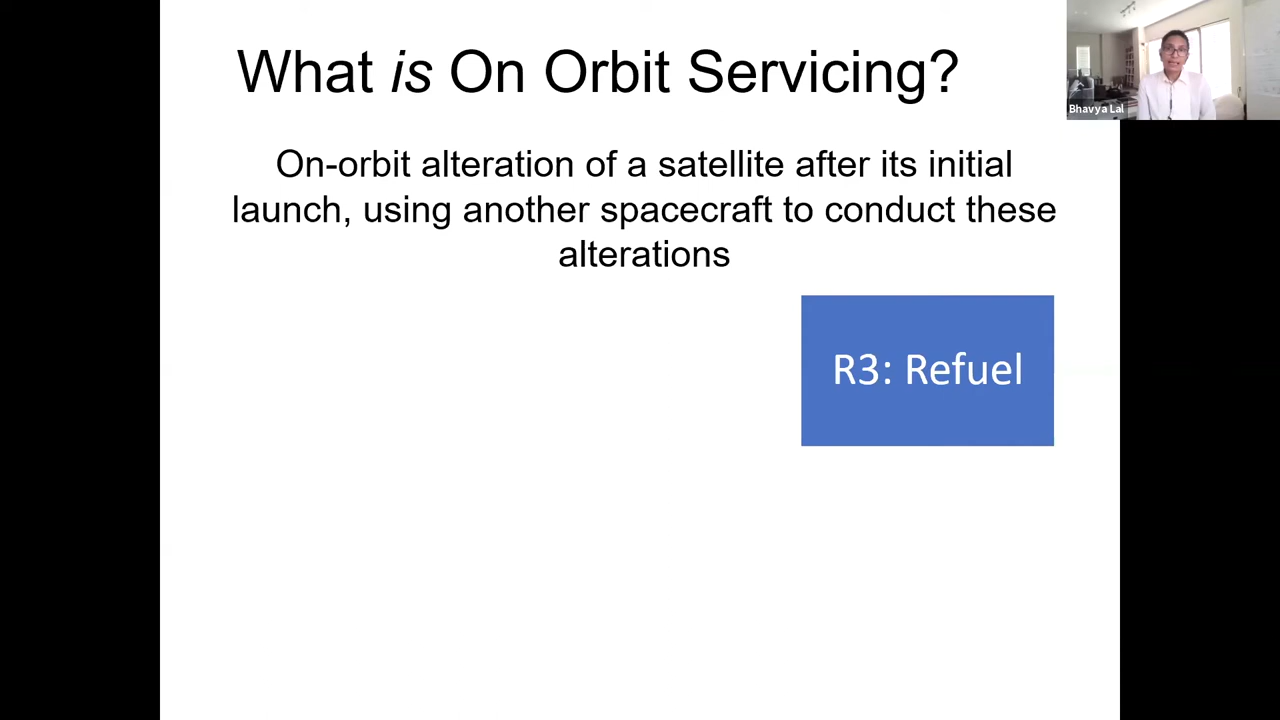 What is On Orbit Servicing?
Bhavya Lal
On-orbit alteration of a satellite after its initial
launch, using another spacecraft to conduct these
alterations
R3: Refuel